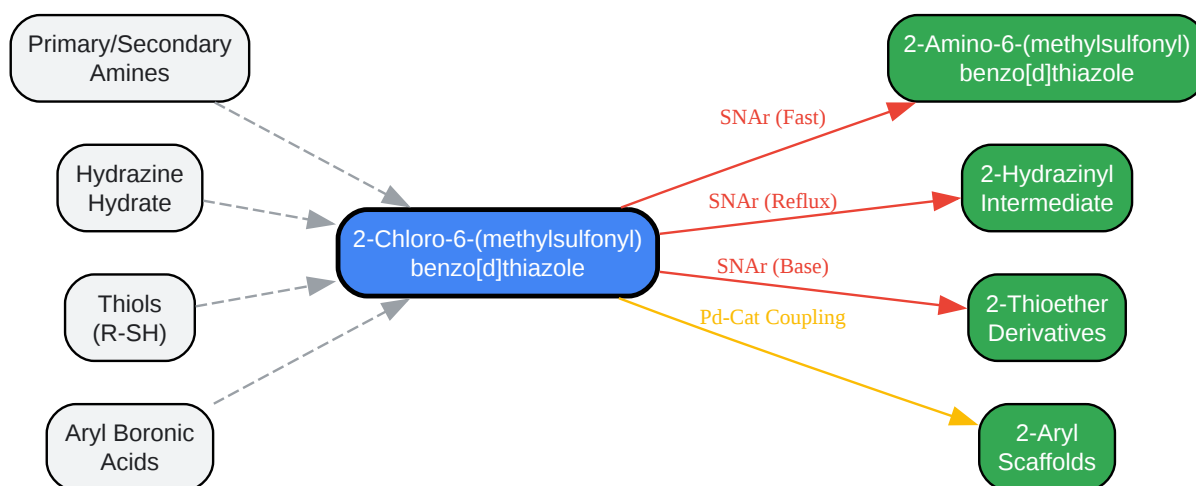 Primary/Secondary
Amines
Hydrazine
Hydrate
Thiols
(R-SH)
Aryl Boronic
Acids
2-Chloro-6-(methylsulfonyl)
benzo[d]thiazole
SNAr (Fast)
SNAr (Reflux)
SNAr (Base)
Pd-Cat Coupling
2-Amino-6-(methylsulfonyl)
benzo[d]thiazole
2-Hydrazinyl
Intermediate
2-Thioether
Derivatives
2-Aryl
Scaffolds